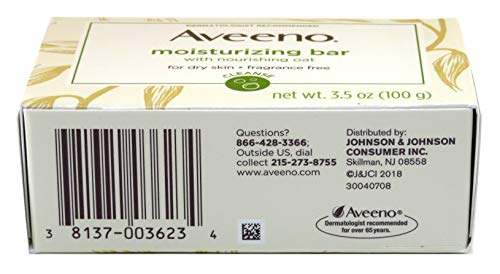 DERMATOLOGIST RECOMMENDED
Aveeno®
moisturizing bar
with nourishing oat
for dry skin • fragrance free
CLEANSE
net wt. 3.5 oz (100 g)
Questions?
866-428-3366;
Outside US, dial
collect 215-273-8755
www.aveeno.com
Distributed by:
JOHNSON & JOHNSON
CONSUMER INC.
Skillman, NJ 08558
©J&JCI 2018
30040708
Aveeno®
Dermatologist recommended
for over 65 years.
3 8137-003623 4